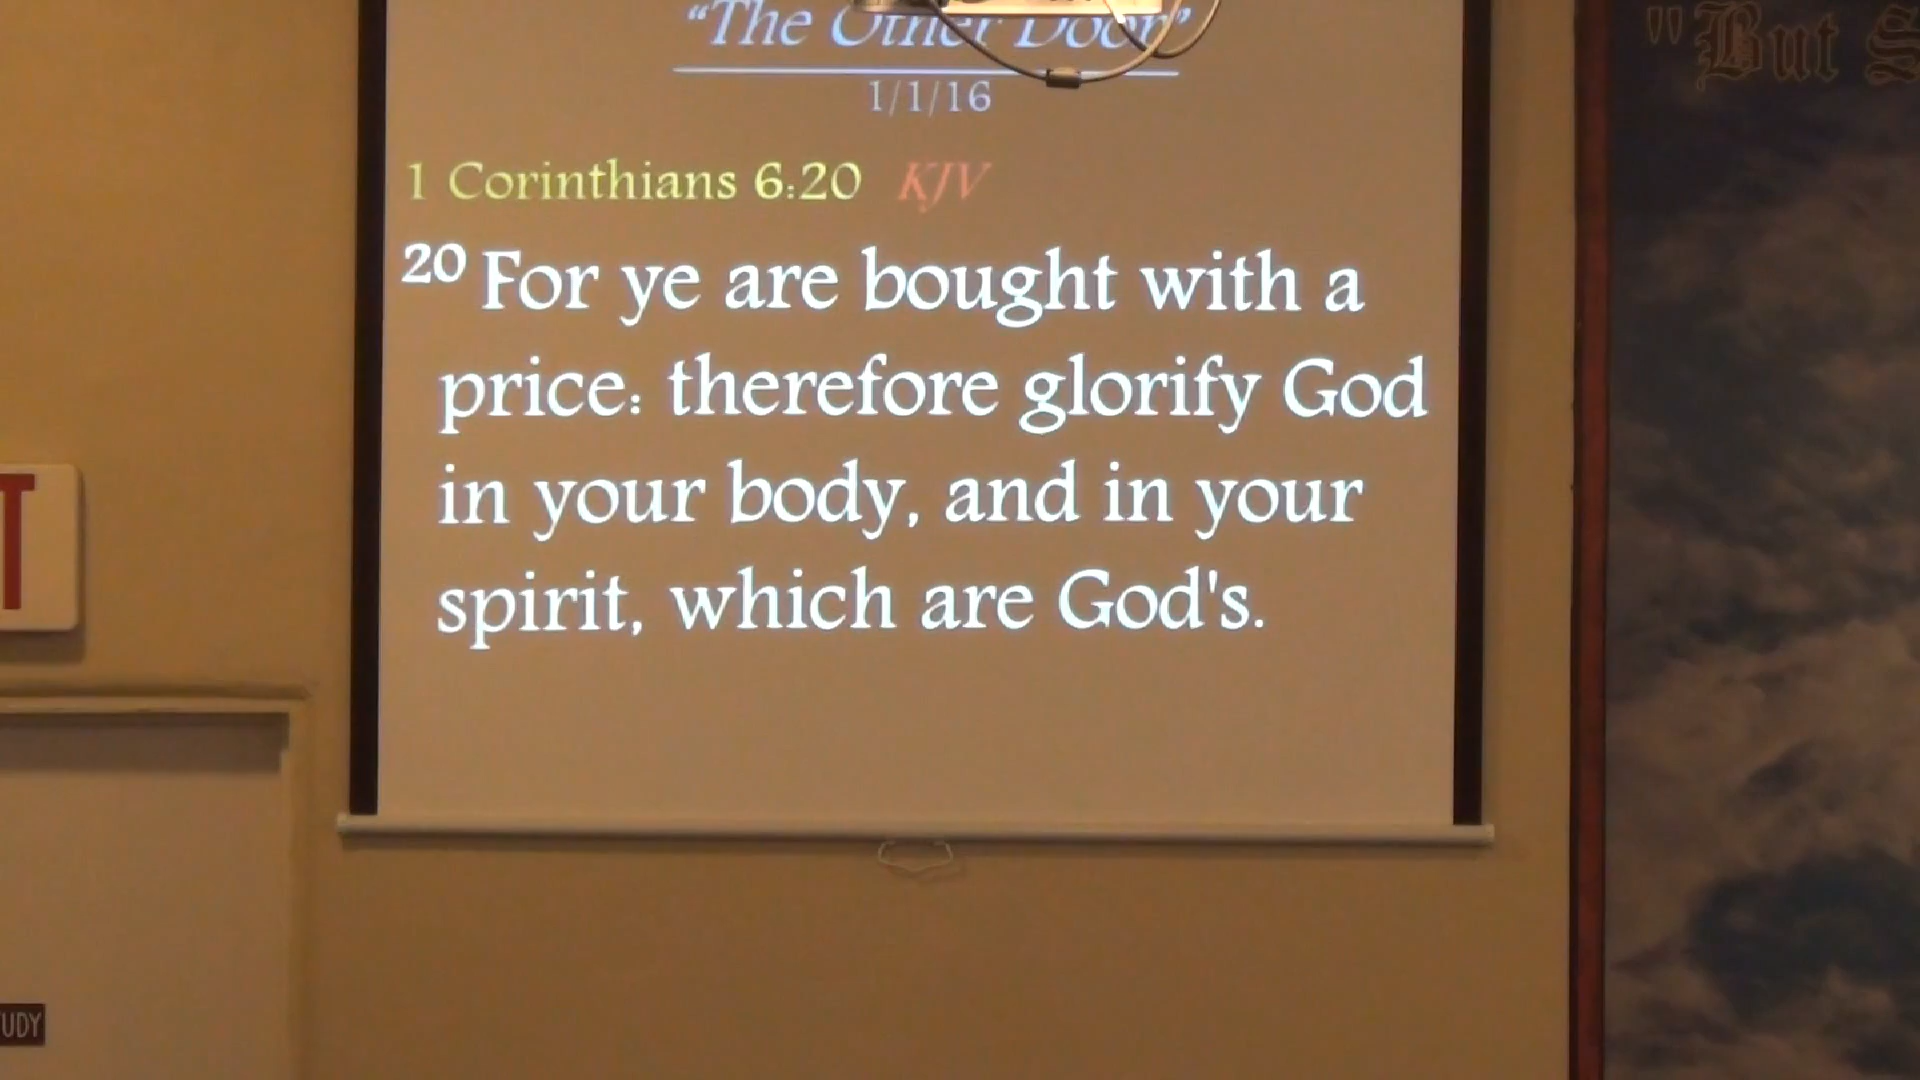 “The Other Door”
1/1/16
1 Corinthians 6:20 KJV
20 For ye are bought with a
price: therefore glorify God
in your body, and in your
spirit, which are God's.
"But S
T
UDY